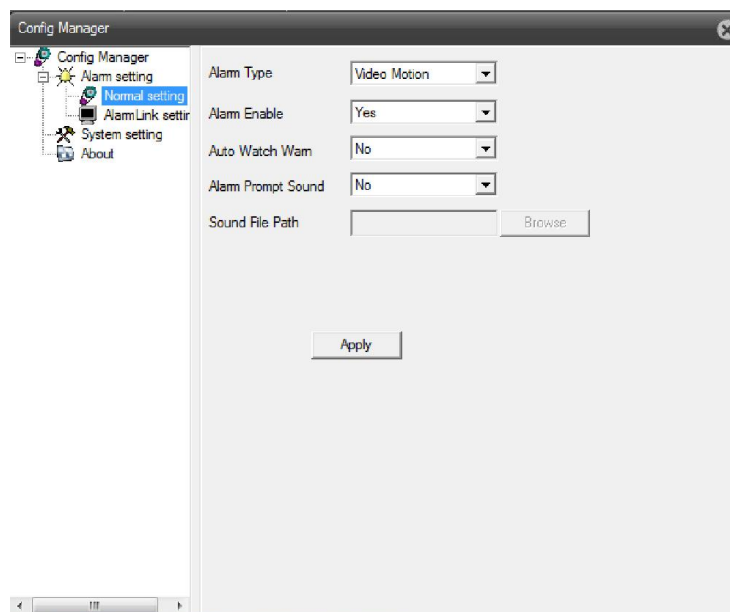 Config Manager
Config Manager
Alarm setting
Normal setting
AlarmLink settir
System setting
About
Alarm Type
Video Motion
Alarm Enable
Yes
Auto Watch Warn
No
Alarm Prompt Sound
No
Sound File Path
Browse
Apply